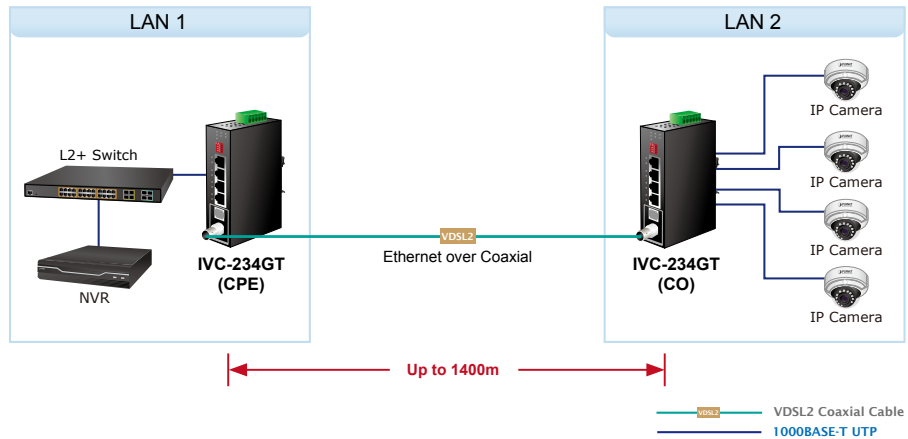 LAN 1
LAN 2
L2+ Switch
NVR
IVC-234GT
(CPE)
VDSL2
Ethernet over Coaxial
IVC-234GT
(CO)
IP Camera
IP Camera
IP Camera
IP Camera
Up to 1400m
VDSL2
VDSL2 Coaxial Cable
1000BASE-T UTP